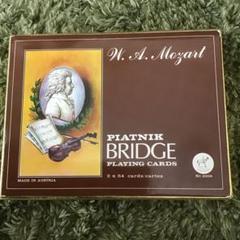 W. A. Mozart
PIATNIK
BRIDGE
PLAYING CARDS
2 x 54 cards-cartes
MADE IN AUSTRIA